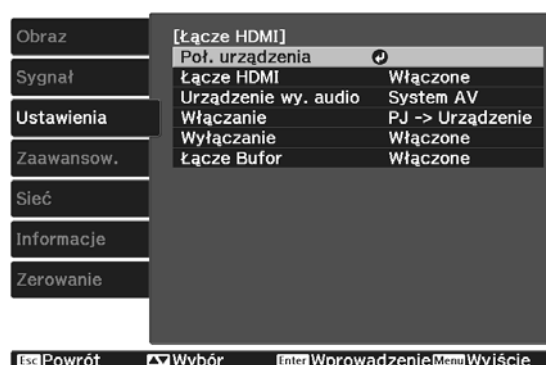 Obraz
Sygnał
Ustawienia
Zaawansow.
Sieć
Informacje
Zerowanie
[Łącze HDMI]
Poł. urządzenia
Łącze HDMI Włączone
Urządzenie wy. audio System AV
Włączanie PJ -> Urządzenie
Wyłączanie Włączone
Łącze Bufor Włączone
Esc Powrót Wybór Enter Wprowadzenie Menu Wyjście